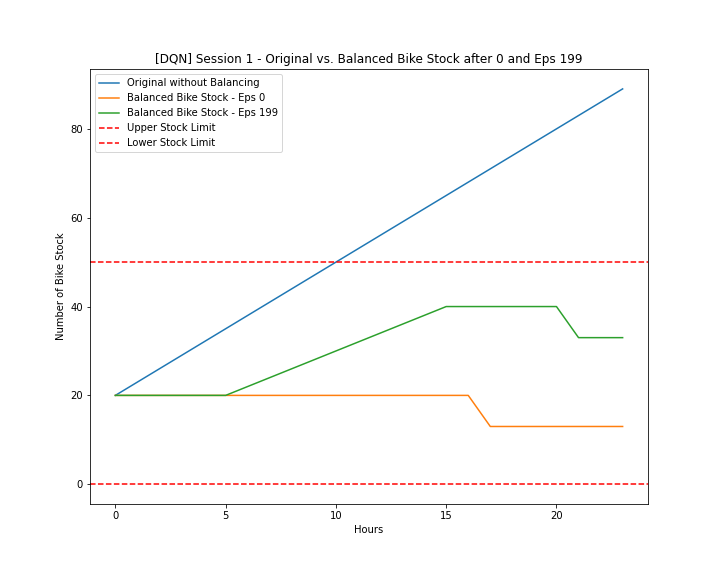 [DQN] Session 1 - Original vs. Balanced Bike Stock after 0 and Eps 199
Original without Balancing
Balanced Bike Stock - Eps 0
Balanced Bike Stock - Eps 199
Upper Stock Limit
Lower Stock Limit
80
60
40
20
0
Number of Bike Stock
0 5 10 15 20
Hours